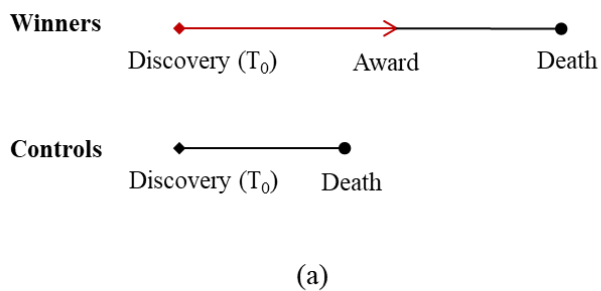 Winners
Discovery (T₀) Award Death
Controls
Discovery (T₀) Death
(a)